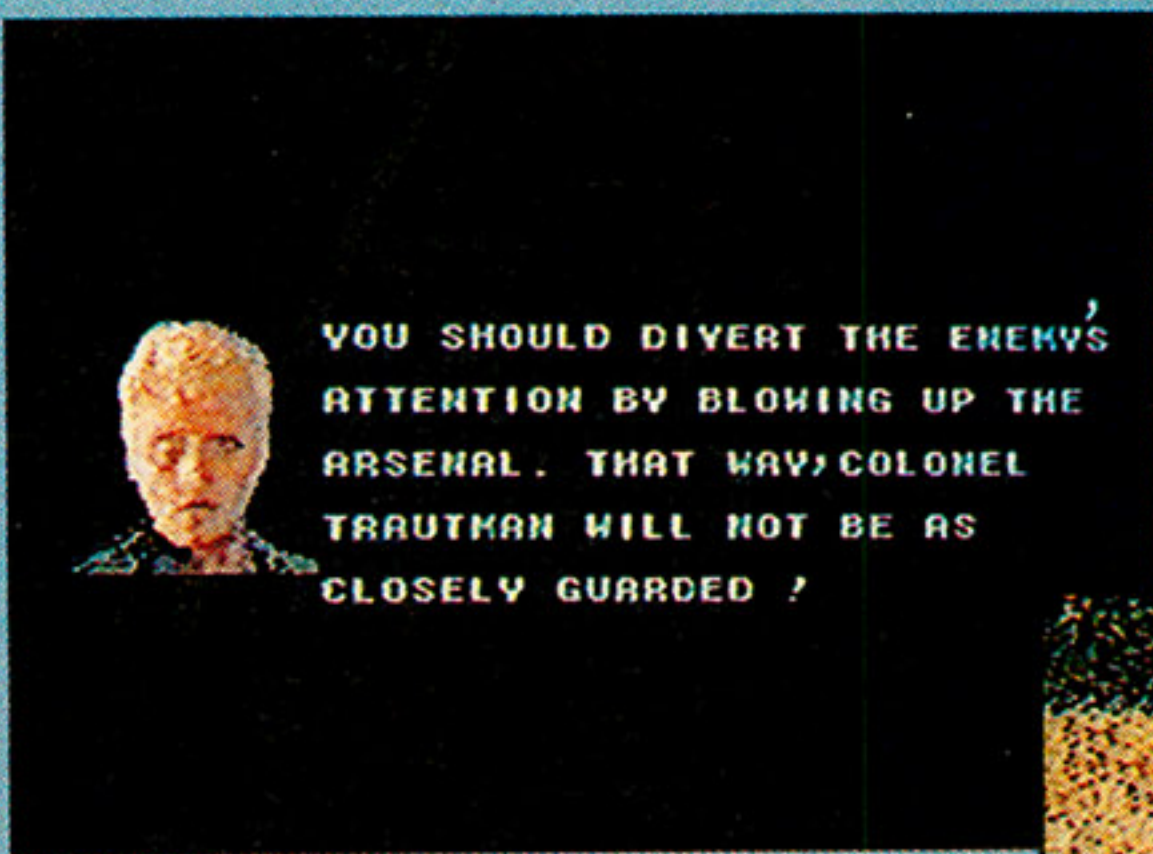 YOU SHOULD DIVERT THE ENEMY'S
ATTENTION BY BLOWING UP THE
ARSENAL. THAT WAY,COLONEL
TRAUTMAN WILL NOT BE AS
CLOSELY GUARDED !